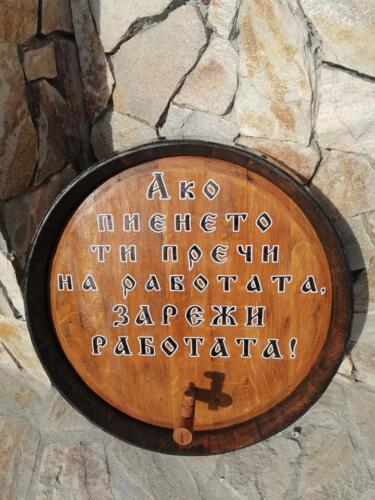 Ако
пиенето
ти пречи
на работата,
зарежи
работата!